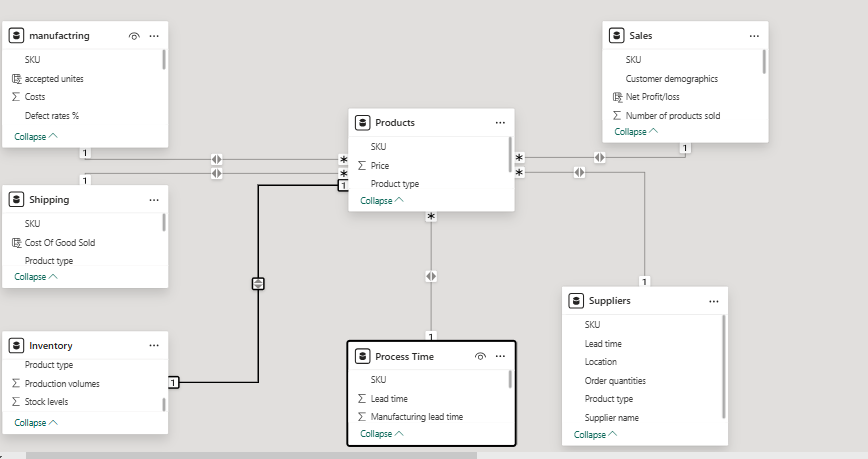 manufactring
SKU
accepted unites
Costs
Defect rates %
Collapse
1
*
Shipping
SKU
Cost Of Good Sold
Product type
Collapse
1
*
Inventory
Product type
Production volumes
Stock levels
Collapse
1
1
Products
SKU
Price
Product type
Collapse
*
1
Process Time
SKU
Lead time
Manufacturing lead time
Collapse
Sales
SKU
Customer demographics
Net Profit/loss
Number of products sold
Collapse
1
*
*
1
Suppliers
SKU
Lead time
Location
Order quantities
Product type
Supplier name
Collapse